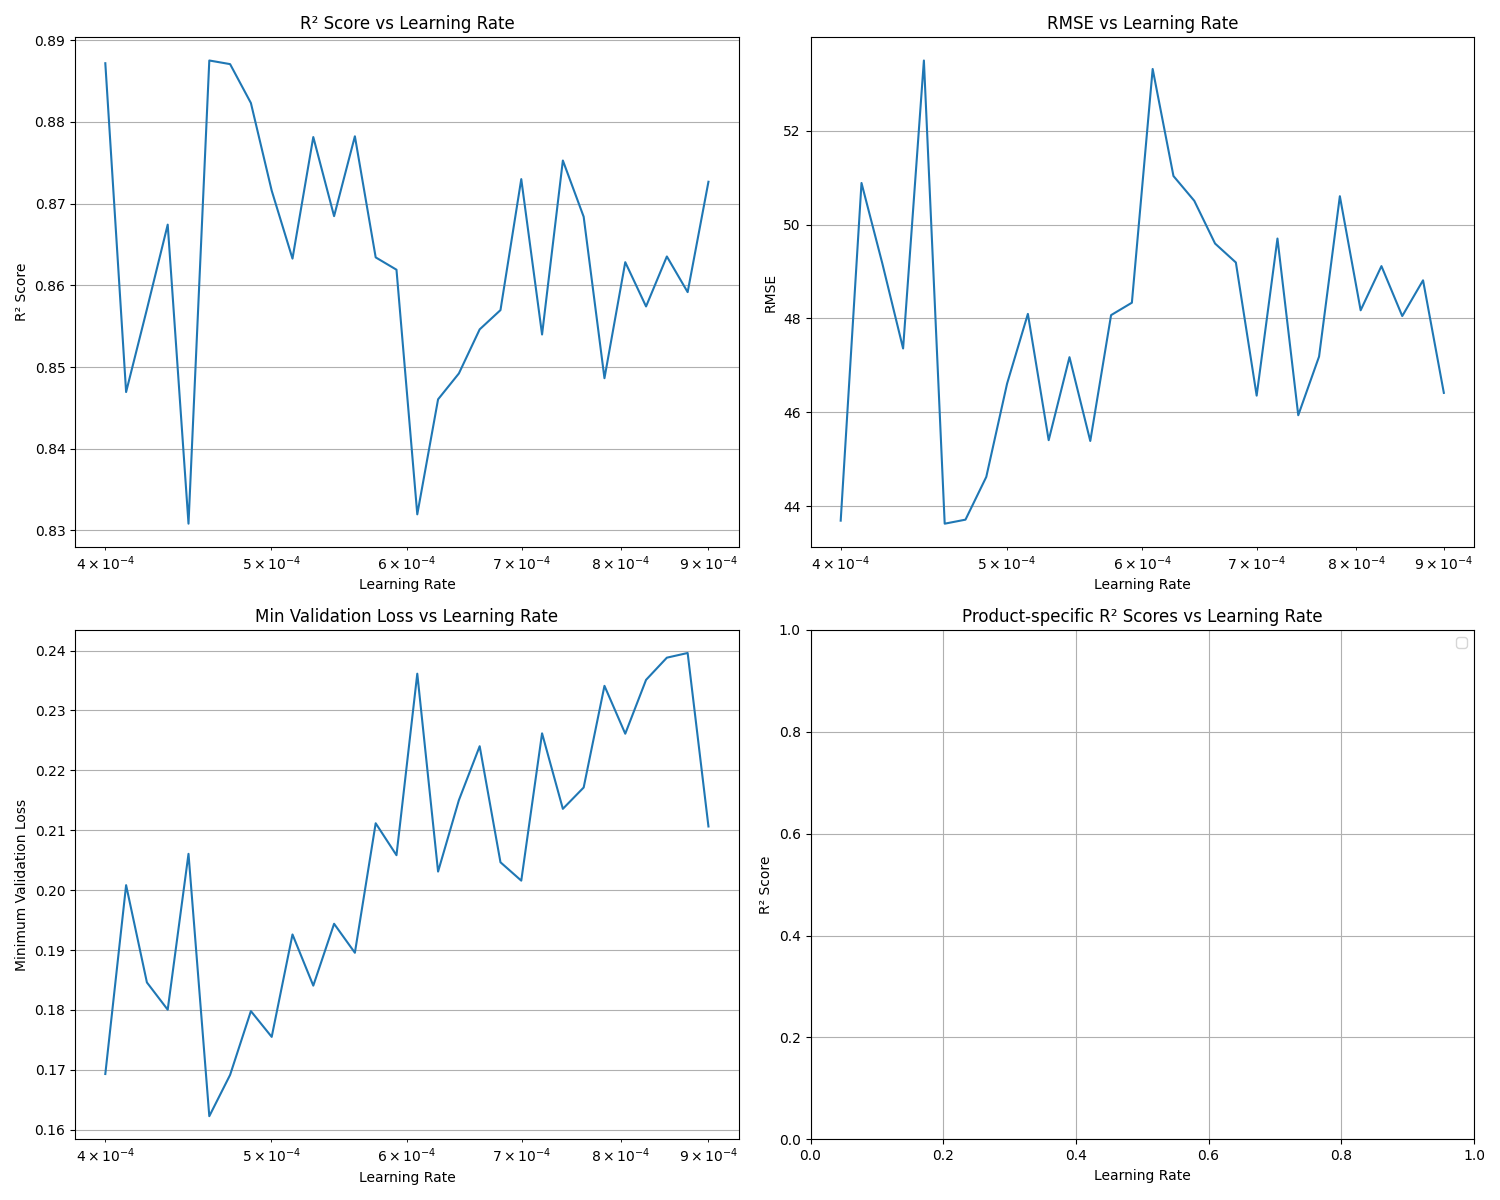 R² Score vs Learning Rate
0.89
0.88
0.87
0.86
0.85
0.84
0.83
R² Score
4 × 10⁻⁴ 5 × 10⁻⁴ 6 × 10⁻⁴ 7 × 10⁻⁴ 8 × 10⁻⁴ 9 × 10⁻⁴
Learning Rate
RMSE vs Learning Rate
52
50
48
46
44
RMSE
4 × 10⁻⁴ 5 × 10⁻⁴ 6 × 10⁻⁴ 7 × 10⁻⁴ 8 × 10⁻⁴ 9 × 10⁻⁴
Learning Rate
Min Validation Loss vs Learning Rate
0.24
0.23
0.22
0.21
0.20
0.19
0.18
0.17
0.16
Minimum Validation Loss
4 × 10⁻⁴ 5 × 10⁻⁴ 6 × 10⁻⁴ 7 × 10⁻⁴ 8 × 10⁻⁴ 9 × 10⁻⁴
Learning Rate
Product-specific R² Scores vs Learning Rate
1.0
0.8
0.6
0.4
0.2
0.0
R² Score
0.0 0.2 0.4 0.6 0.8 1.0
Learning Rate